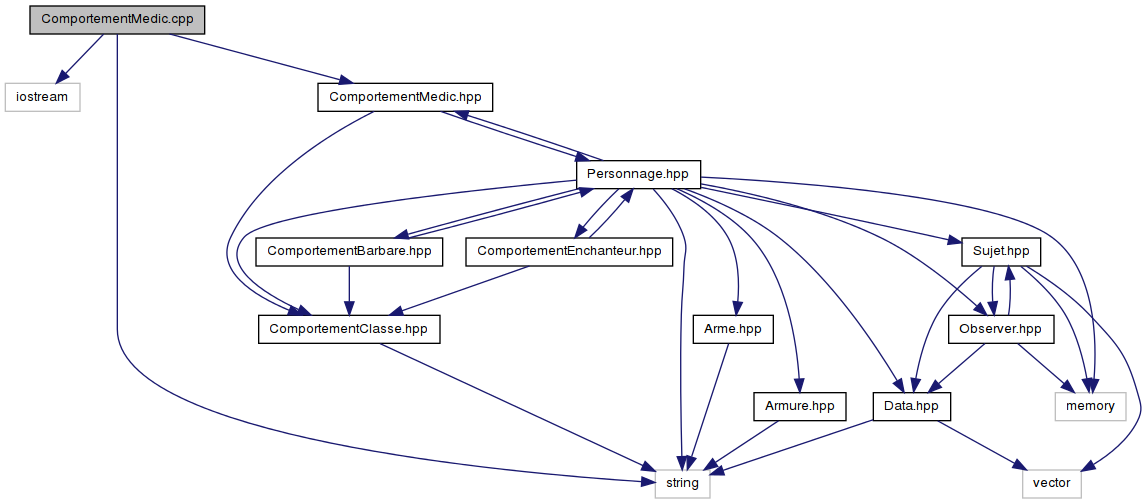 ComportementMedic.cpp
iostream
ComportementMedic.hpp
Personnage.hpp
ComportementBarbare.hpp
ComportementEnchanteur.hpp
Sujet.hpp
ComportementClasse.hpp
Arme.hpp
Observer.hpp
Armure.hpp
Data.hpp
memory
string
vector